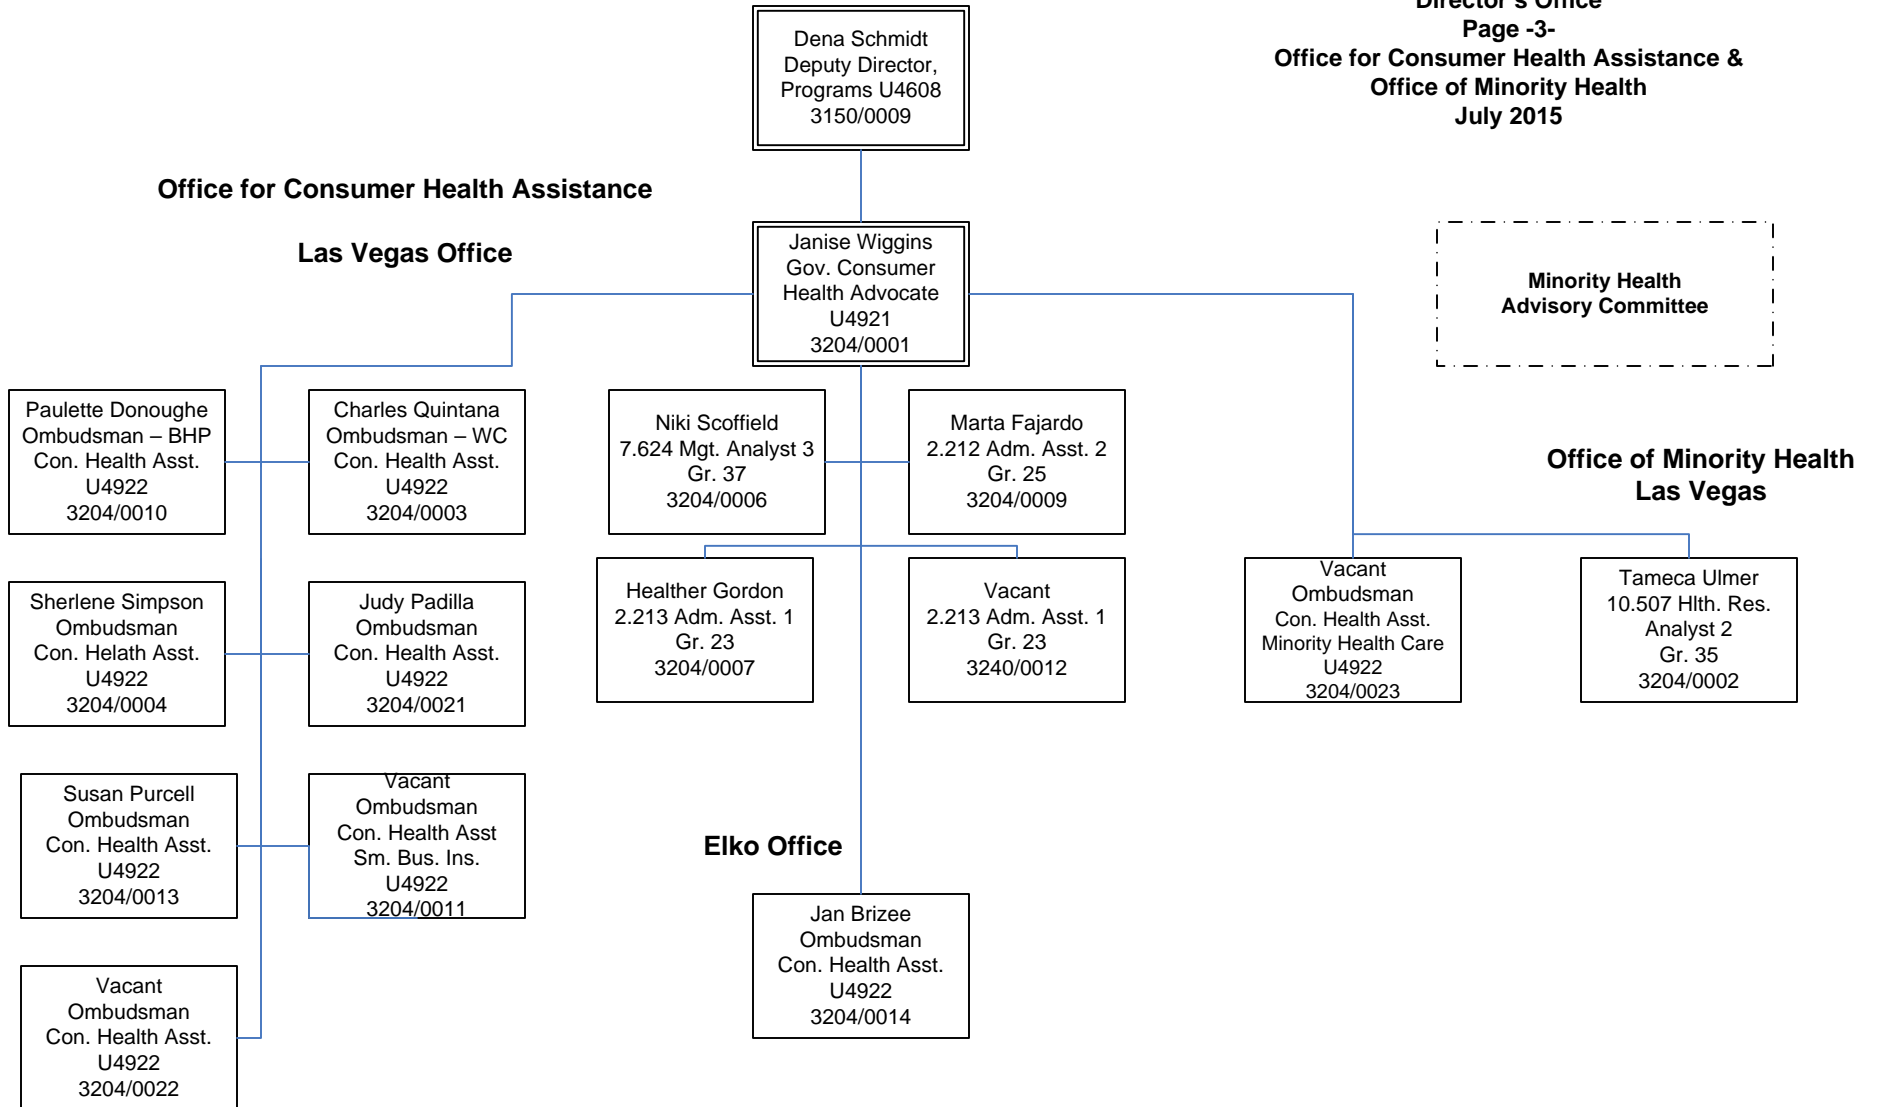 Director's Office
Page -3-
Office for Consumer Health Assistance &
Office of Minority Health
July 2015
Dena Schmidt
Deputy Director,
Programs U4608
3150/0009
Office for Consumer Health Assistance
Las Vegas Office
Janise Wiggins
Gov. Consumer
Health Advocate
U4921
3204/0001
Minority Health
Advisory Committee
Paulette Donoughe
Ombudsman – BHP
Con. Health Asst.
U4922
3204/0010
Charles Quintana
Ombudsman – WC
Con. Health Asst.
U4922
3204/0003
Niki Scoffield
7.624 Mgt. Analyst 3
Gr. 37
3204/0006
Marta Fajardo
2.212 Adm. Asst. 2
Gr. 25
3204/0009
Office of Minority Health
Las Vegas
Sherlene Simpson
Ombudsman
Con. Helath Asst.
U4922
3204/0004
Judy Padilla
Ombudsman
Con. Health Asst.
U4922
3204/0021
Healther Gordon
2.213 Adm. Asst. 1
Gr. 23
3204/0007
Vacant
2.213 Adm. Asst. 1
Gr. 23
3240/0012
Vacant
Ombudsman
Con. Health Asst.
Minority Health Care
U4922
3204/0023
Tameca Ulmer
10.507 Hlth. Res.
Analyst 2
Gr. 35
3204/0002
Susan Purcell
Ombudsman
Con. Health Asst.
U4922
3204/0013
Vacant
Ombudsman
Con. Health Asst
Sm. Bus. Ins.
U4922
3204/0011
Elko Office
Jan Brizee
Ombudsman
Con. Health Asst.
U4922
3204/0014
Vacant
Ombudsman
Con. Health Asst.
U4922
3204/0022